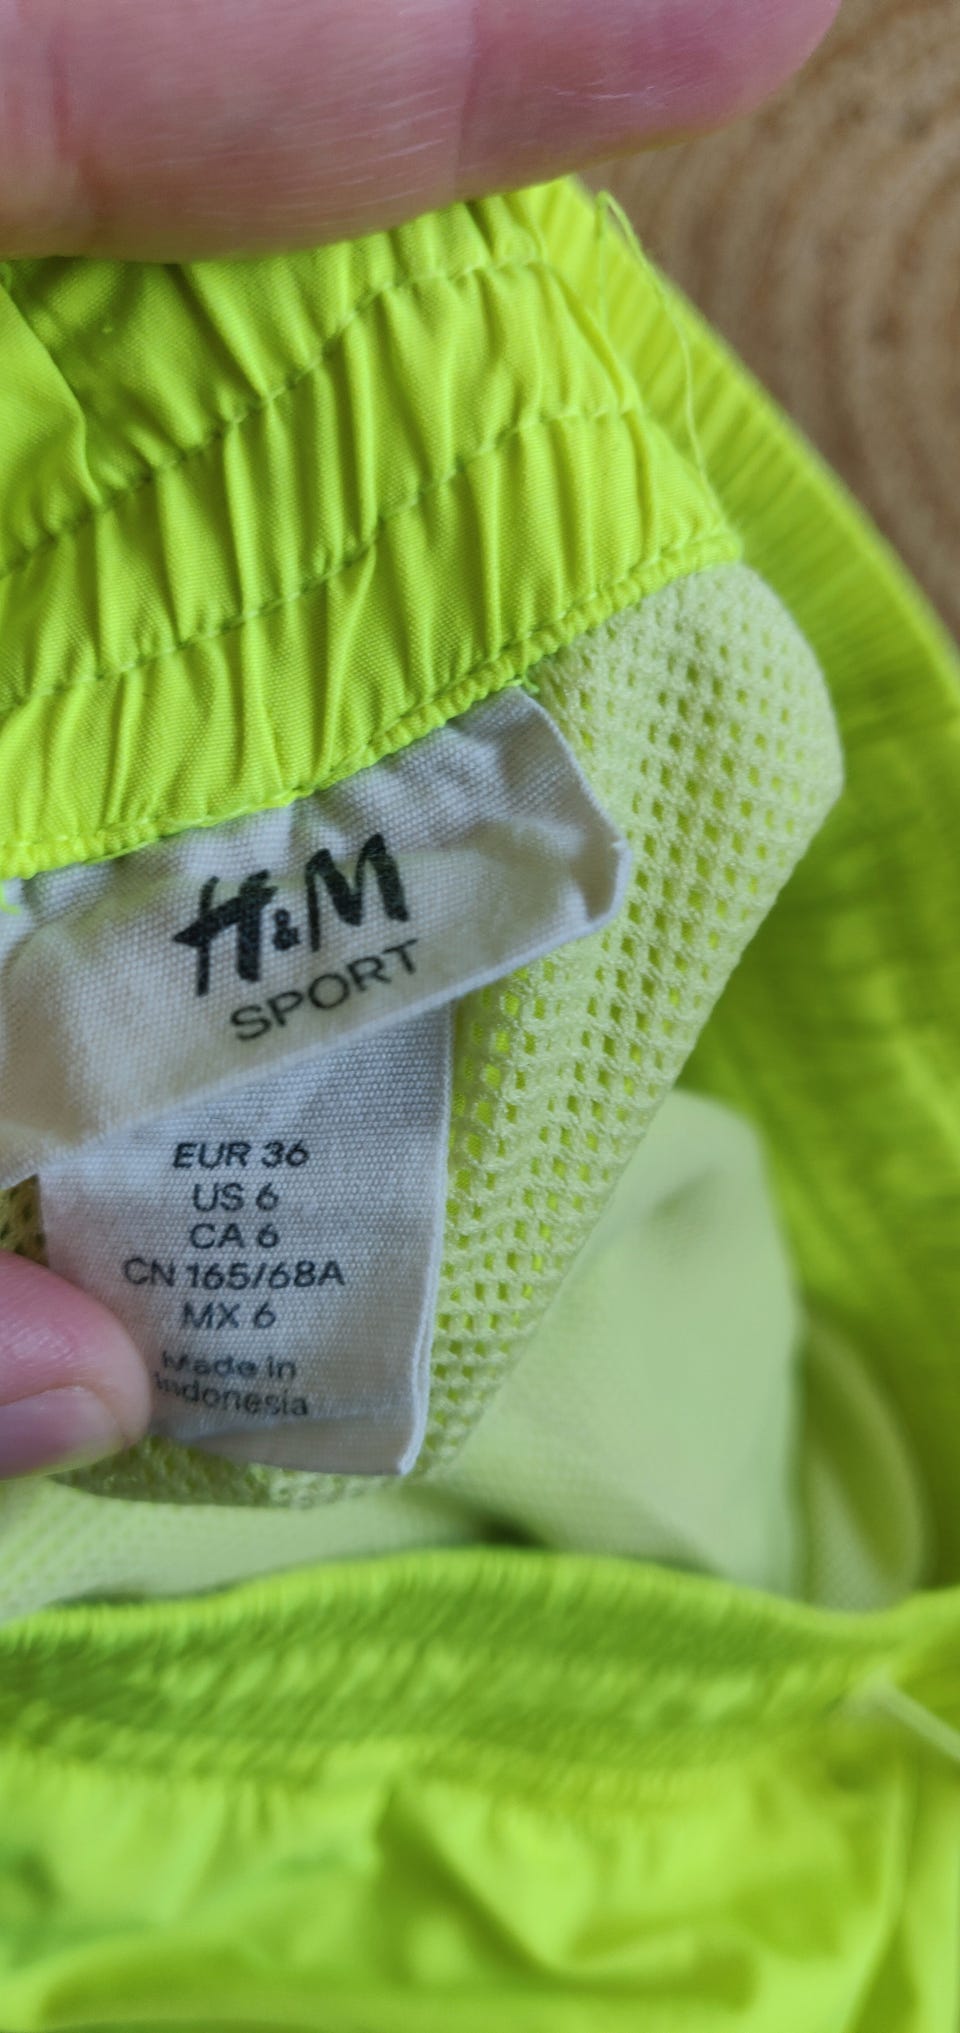 H&M
SPORT
EUR 36
US 6
CA 6
CN 165/68A
MX 6
Made in
Indonesia